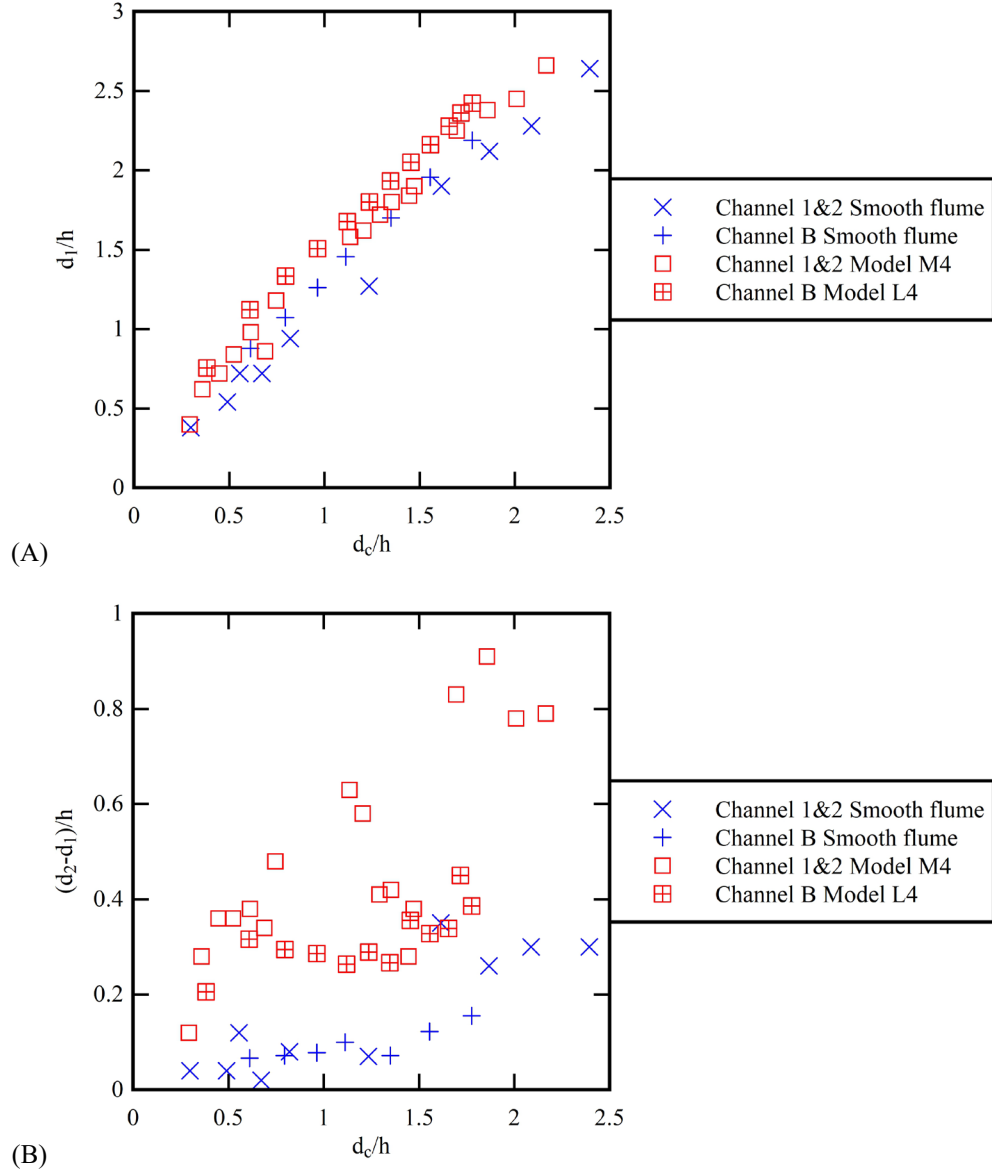 3
2.5
2
1.5
1
0.5
0
d1/h
0
0.5
1
1.5
2
2.5
dc/h
Channel 1&2 Smooth flume
Channel B Smooth flume
Channel 1&2 Model M4
Channel B Model L4
(A)
1
0.8
0.6
0.4
0.2
0
(d2-d1)/h
0
0.5
1
1.5
2
2.5
dc/h
Channel 1&2 Smooth flume
Channel B Smooth flume
Channel 1&2 Model M4
Channel B Model L4
(B)